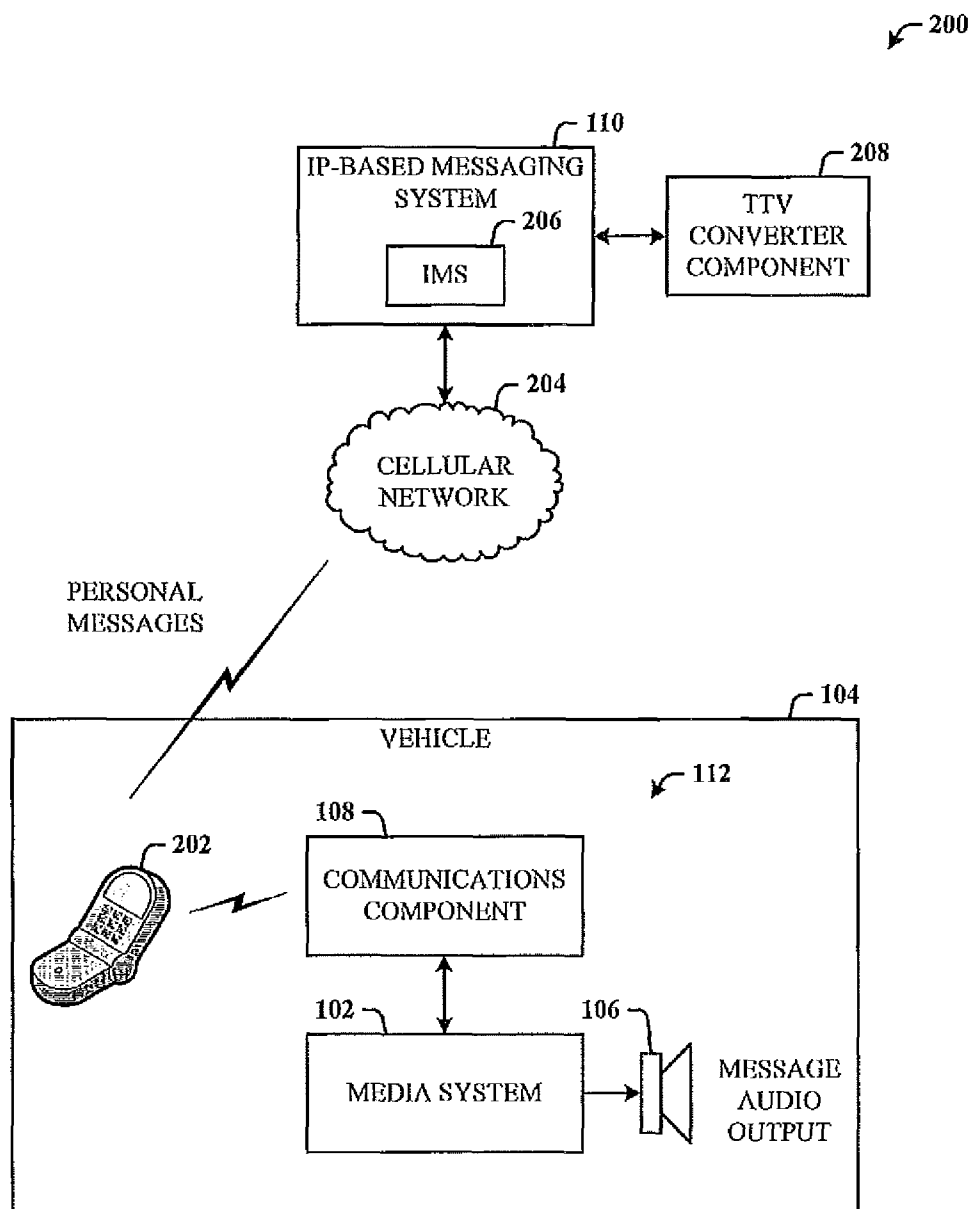 200
110
IP-BASED MESSAGING
SYSTEM
206
IMS
208
TTV
CONVERTER
COMPONENT
204
CELLULAR
NETWORK
PERSONAL
MESSAGES
104
VEHICLE
112
108
202
COMMUNICATIONS
COMPONENT
102
MEDIA SYSTEM
106
MESSAGE
AUDIO
OUTPUT